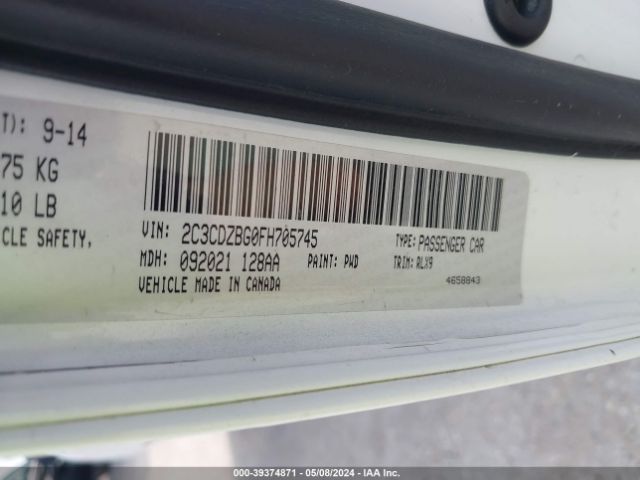 T): 9-14
75 KG
10 LB
CLE SAFETY,
VIN: 2C3CDZBG0FH705745
TYPE: PASSENGER CAR
MDH: 092021 128AA
PAINT: PWD
TRIM: RLX9
VEHICLE MADE IN CANADA
4658843
000-39374871 - 05/08/2024 - IAA Inc.